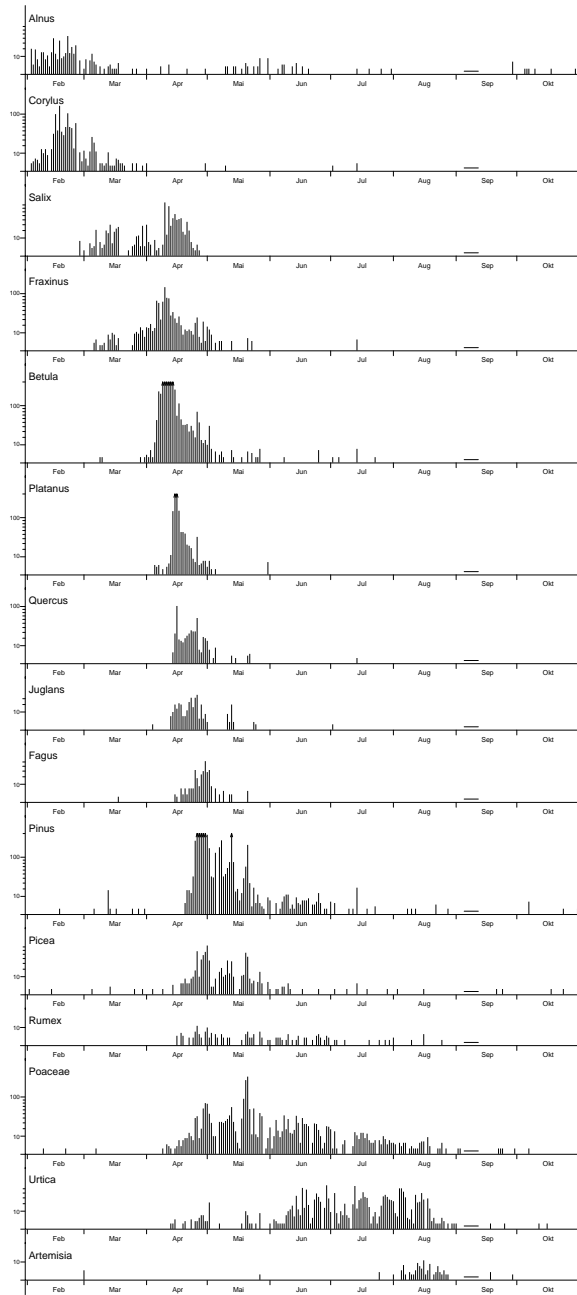 Alnus
10
Feb Mar Apr Mai Jun Jul Aug Sep Okt
Corylus
100
10
Feb Mar Apr Mai Jun Jul Aug Sep Okt
Salix
10
Feb Mar Apr Mai Jun Jul Aug Sep Okt
Fraxinus
100
10
Feb Mar Apr Mai Jun Jul Aug Sep Okt
Betula
100
10
Feb Mar Apr Mai Jun Jul Aug Sep Okt
Platanus
100
10
Feb Mar Apr Mai Jun Jul Aug Sep Okt
Quercus
100
10
Feb Mar Apr Mai Jun Jul Aug Sep Okt
Juglans
10
Feb Mar Apr Mai Jun Jul Aug Sep Okt
Fagus
10
Feb Mar Apr Mai Jun Jul Aug Sep Okt
Pinus
100
10
Feb Mar Apr Mai Jun Jul Aug Sep Okt
Picea
10
Feb Mar Apr Mai Jun Jul Aug Sep Okt
Rumex
10
Feb Mar Apr Mai Jun Jul Aug Sep Okt
Poaceae
100
10
Feb Mar Apr Mai Jun Jul Aug Sep Okt
Urtica
10
Feb Mar Apr Mai Jun Jul Aug Sep Okt
Artemisia
10
Feb Mar Apr Mai Jun Jul Aug Sep Okt